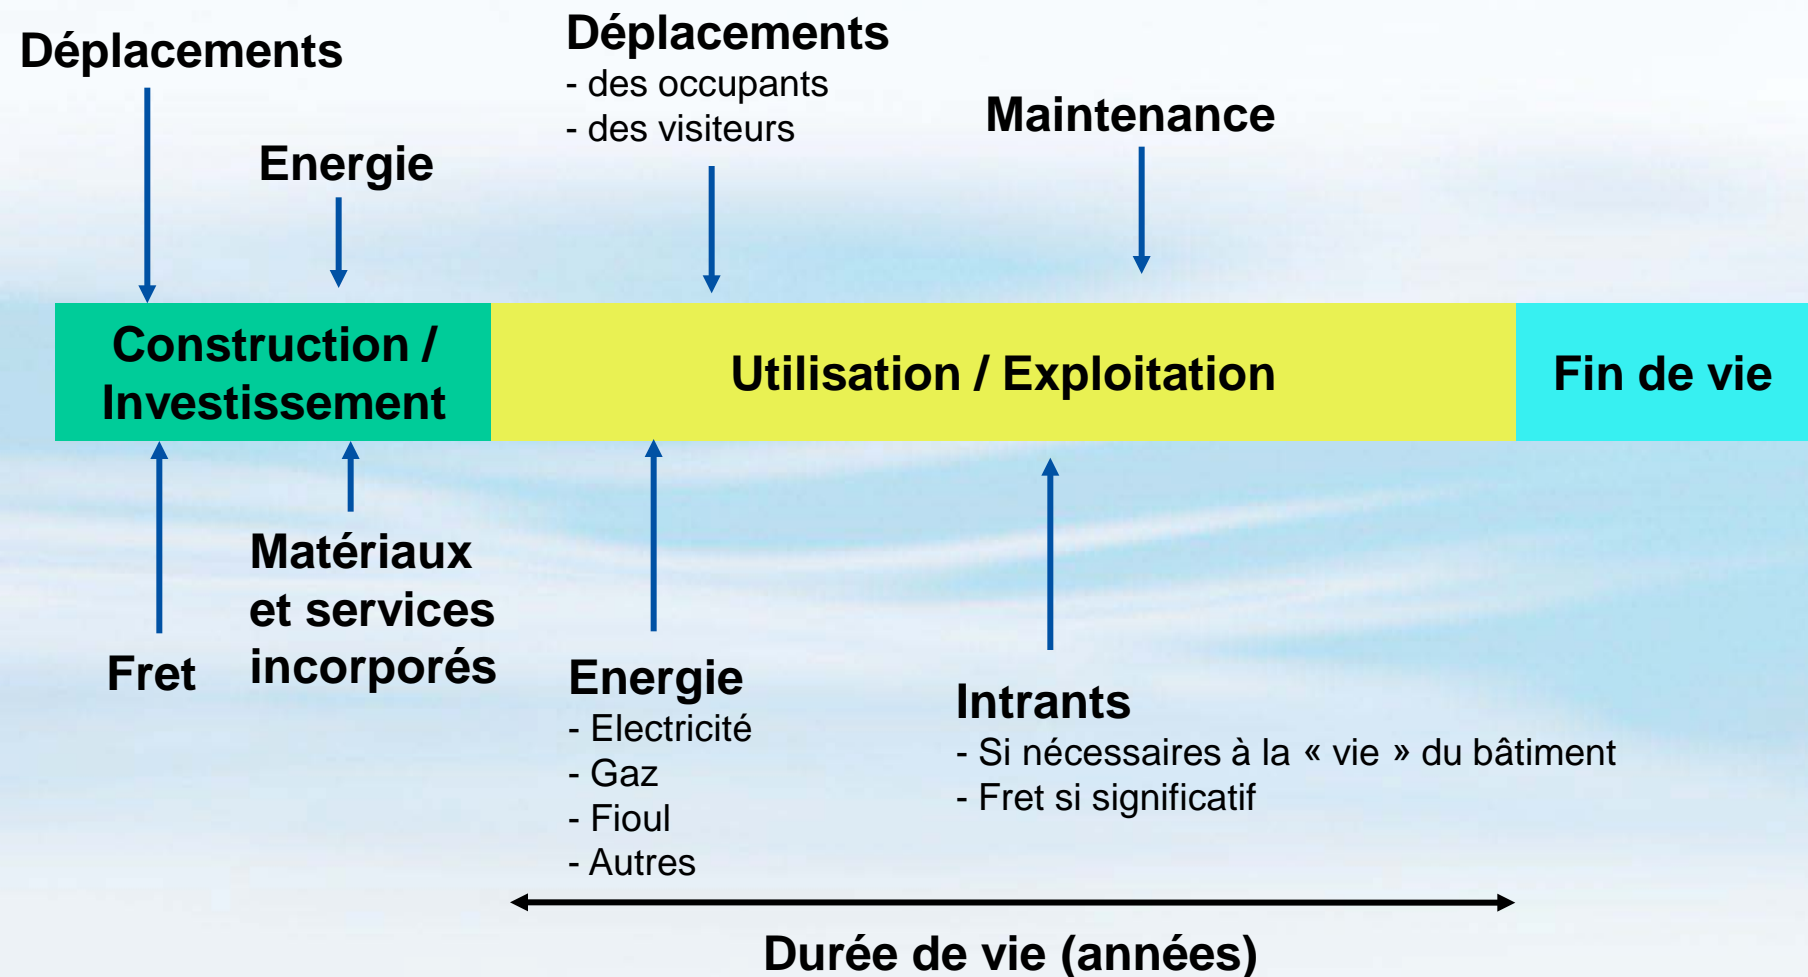 Déplacements
Energie
Déplacements
- des occupants
- des visiteurs
Maintenance
Construction /
Investissement
Utilisation / Exploitation
Fin de vie
Fret
Matériaux
et services
incorporés
Energie
- Electricité
- Gaz
- Fioul
- Autres
Intrants
- Si nécessaires à la « vie » du bâtiment
- Fret si significatif
Durée de vie (années)